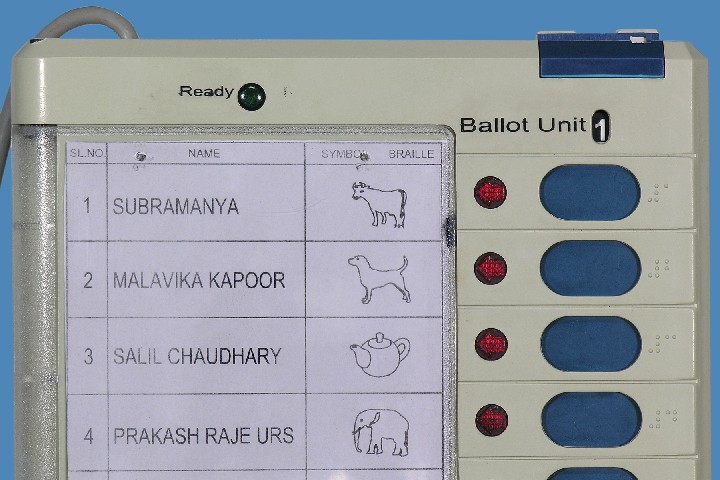 Ready
Ballot Unit 1
SL.NO NAME SYMBOL BRAILLE
1 SUBRAMANYA
2 MALAVIKA KAPOOR
3 SALIL CHAUDHARY
4 PRAKASH RAJE URS